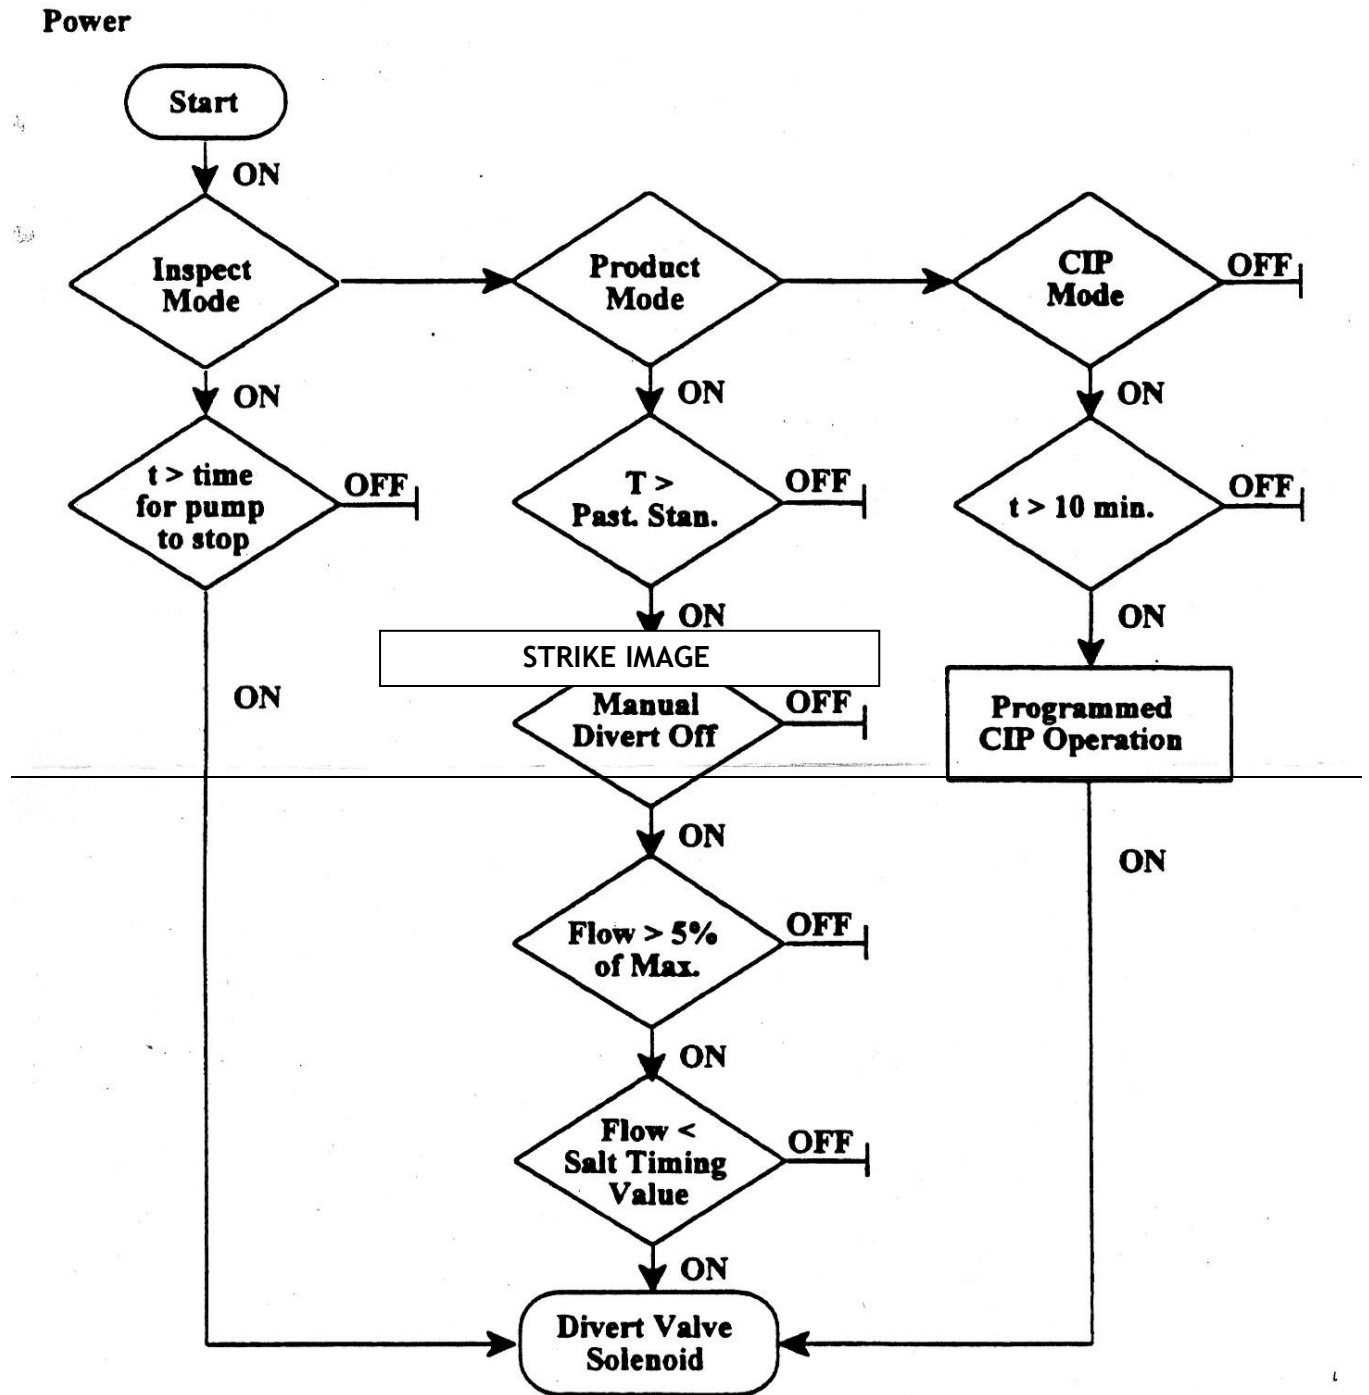 Power
Start
ON
Inspect
Mode
Product
Mode
CIP
Mode
OFF
ON
ON
ON
t > time
for pump
to stop
OFF
T >
Past. Stan.
OFF
t > 10 min.
OFF
ON
ON
STRIKE IMAGE
ON
Manual
Divert Off
OFF
Programmed
CIP Operation
ON
ON
Flow > 5%
of Max.
OFF
ON
Flow <
Salt Timing
Value
OFF
ON
Divert Valve
Solenoid